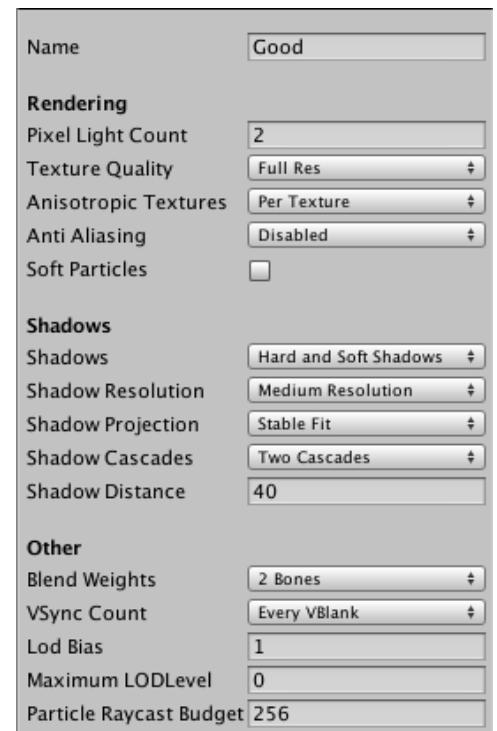 Name Good
Rendering
Pixel Light Count 2
Texture Quality Full Res
Anisotropic Textures Per Texture
Anti Aliasing Disabled
Soft Particles
Shadows
Shadows Hard and Soft Shadows
Shadow Resolution Medium Resolution
Shadow Projection Stable Fit
Shadow Cascades Two Cascades
Shadow Distance 40
Other
Blend Weights 2 Bones
VSync Count Every VBlank
Lod Bias 1
Maximum LODLevel 0
Particle Raycast Budget 256